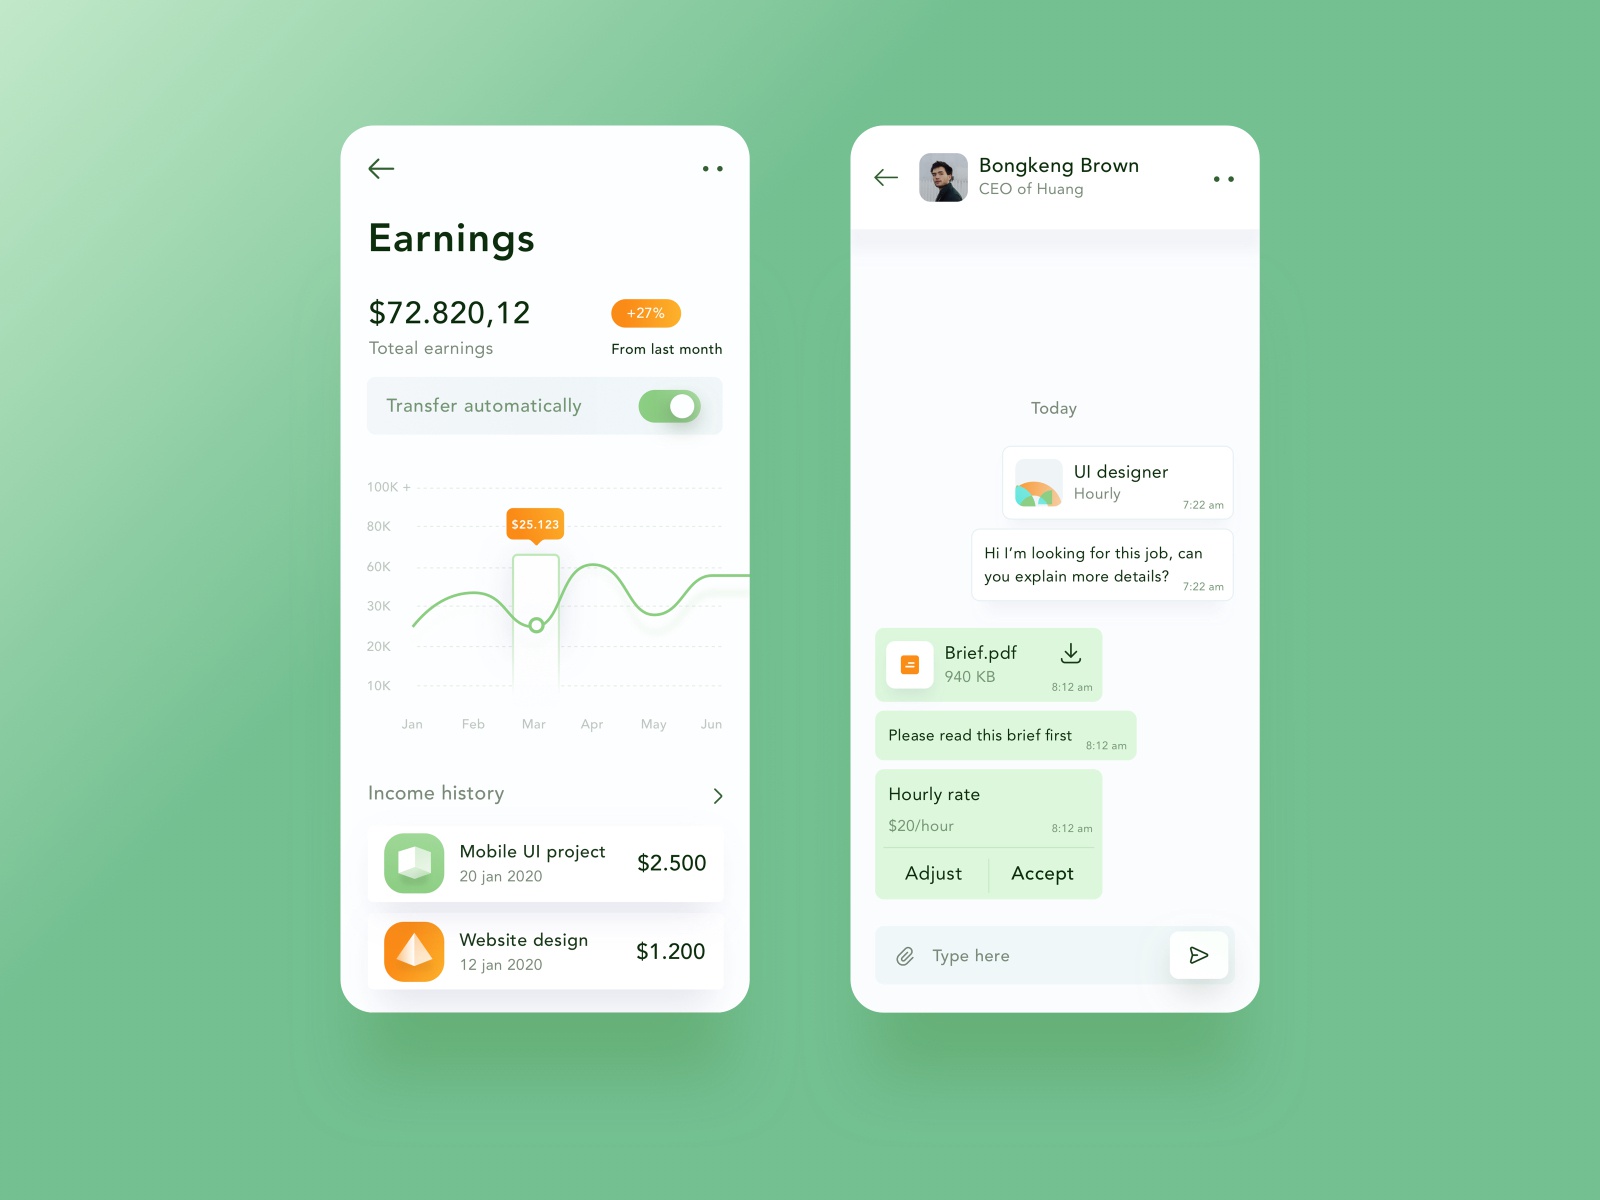 Earnings
$72.820,12
+27%
Toteal earnings
From last month
Transfer automatically
100K +
80K
60K
30K
20K
10K
$25.123
Jan Feb Mar Apr May Jun
Income history
Mobile UI project
20 jan 2020
$2.500
Website design
12 jan 2020
$1.200
Bongkeng Brown
CEO of Huang
Today
UI designer
Hourly
7:22 am
Hi I’m looking for this job, can
you explain more details?
7:22 am
Brief.pdf
940 KB
8:12 am
Please read this brief first
8:12 am
Hourly rate
$20/hour
8:12 am
Adjust
Accept
Type here